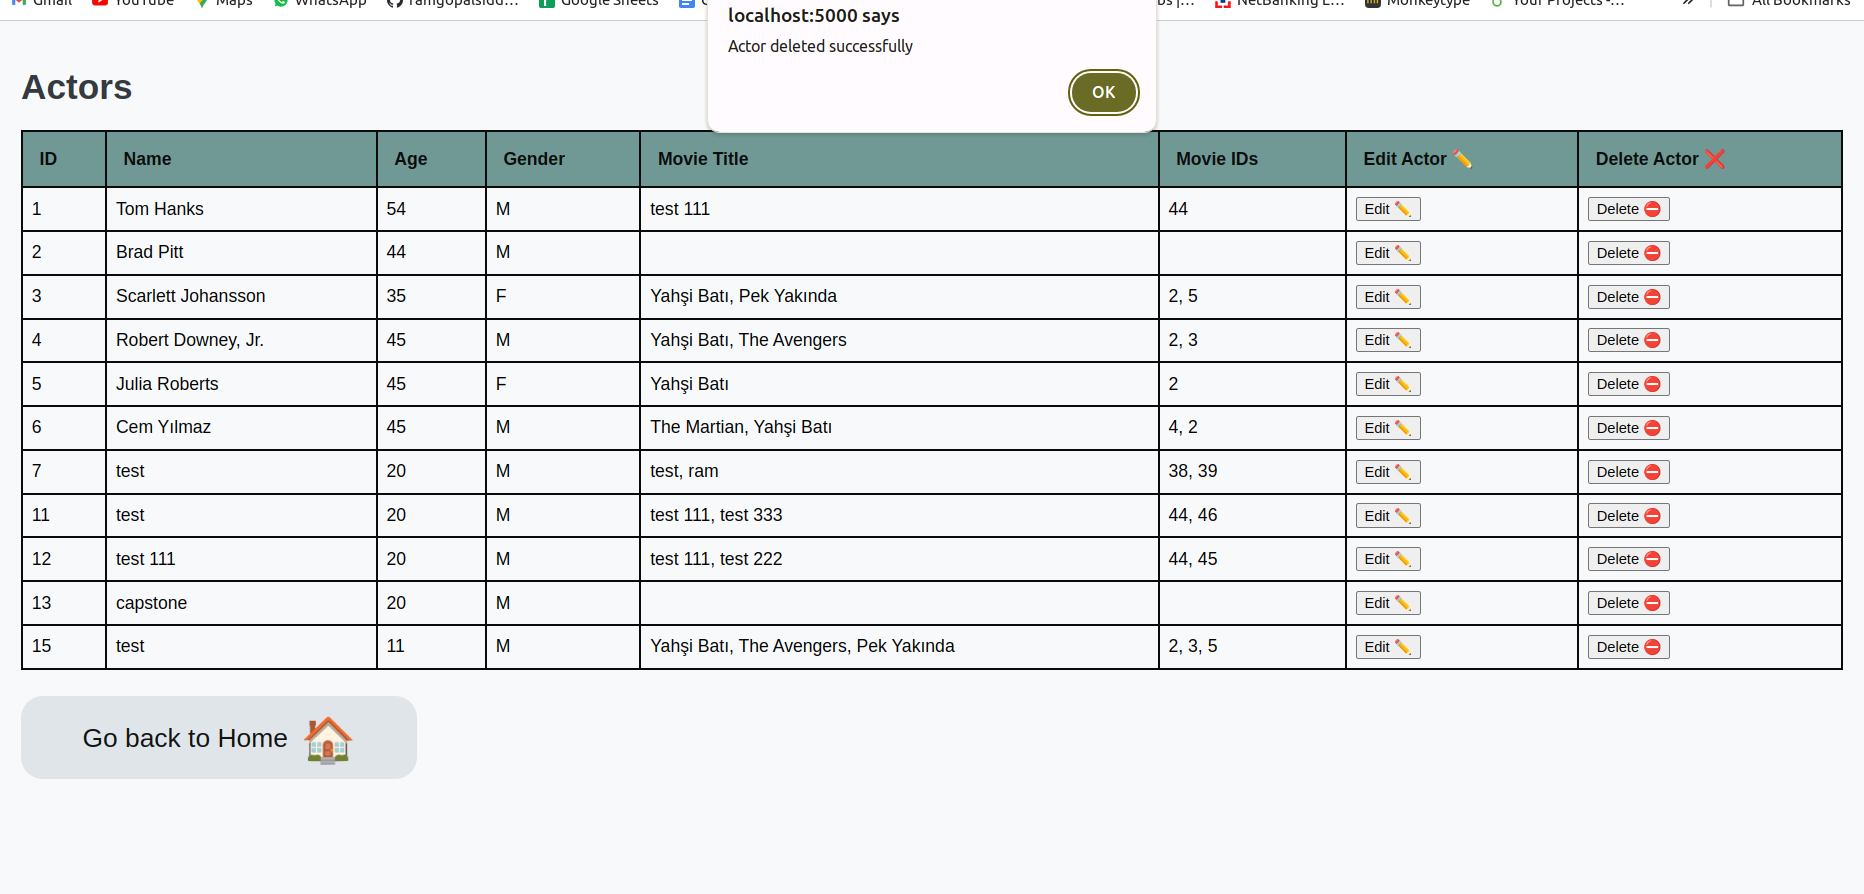 Gmail YouTube Maps WhatsApp ramgopalsidd... Google Sheets NetBanking L... Monkeytype Your Projects -... » All Bookmarks
localhost:5000 says
Actor deleted successfully
OK
Actors
ID Name Age Gender Movie Title Movie IDs Edit Actor ✏️ Delete Actor ❌
1 Tom Hanks 54 M test 111 44 Edit ✏️ Delete ⛔
2 Brad Pitt 44 M Edit ✏️ Delete ⛔
3 Scarlett Johansson 35 F Yahşi Batı, Pek Yakında 2, 5 Edit ✏️ Delete ⛔
4 Robert Downey, Jr. 45 M Yahşi Batı, The Avengers 2, 3 Edit ✏️ Delete ⛔
5 Julia Roberts 45 F Yahşi Batı 2 Edit ✏️ Delete ⛔
6 Cem Yılmaz 45 M The Martian, Yahşi Batı 4, 2 Edit ✏️ Delete ⛔
7 test 20 M test, ram 38, 39 Edit ✏️ Delete ⛔
11 test 20 M test 111, test 333 44, 46 Edit ✏️ Delete ⛔
12 test 111 20 M test 111, test 222 44, 45 Edit ✏️ Delete ⛔
13 capstone 20 M Edit ✏️ Delete ⛔
15 test 11 M Yahşi Batı, The Avengers, Pek Yakında 2, 3, 5 Edit ✏️ Delete ⛔
Go back to Home 🏠